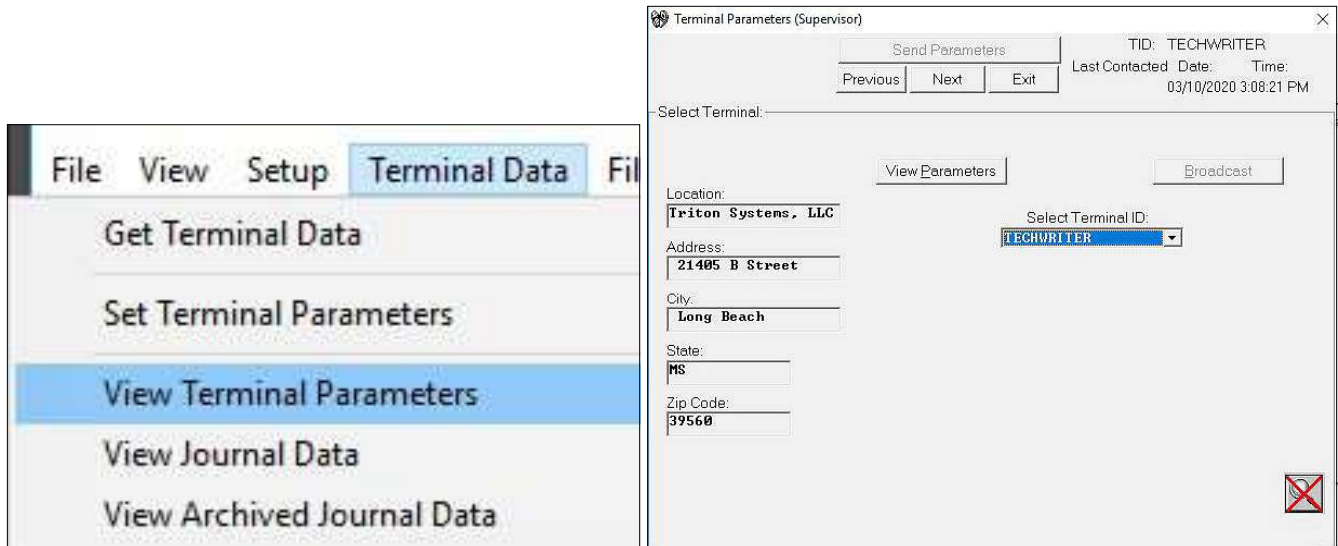 File View Setup Terminal Data Fil
Get Terminal Data
Set Terminal Parameters
View Terminal Parameters
View Journal Data
View Archived Journal Data
Terminal Parameters (Supervisor)
Send Parameters
Previous Next Exit
TID: TECHWRITER
Last Contacted Date: Time:
03/10/2020 3:08:21 PM
Select Terminal:
View Parameters
Broadcast
Location:
Triton Systems, LLC
Select Terminal ID:
TECHWRITER
Address:
21405 B Street
City:
Long Beach
State:
MS
Zip Code:
39560